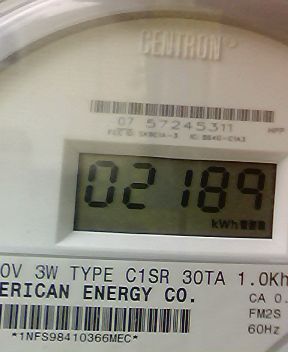 CENTRON®
07 57245311
HPP
02189
kWh
0V 3W TYPE C1SR 30TA 1.0Kh
ERICAN ENERGY CO.
CA 0.
FM2S
60Hz
*1NFS98410366MEC*